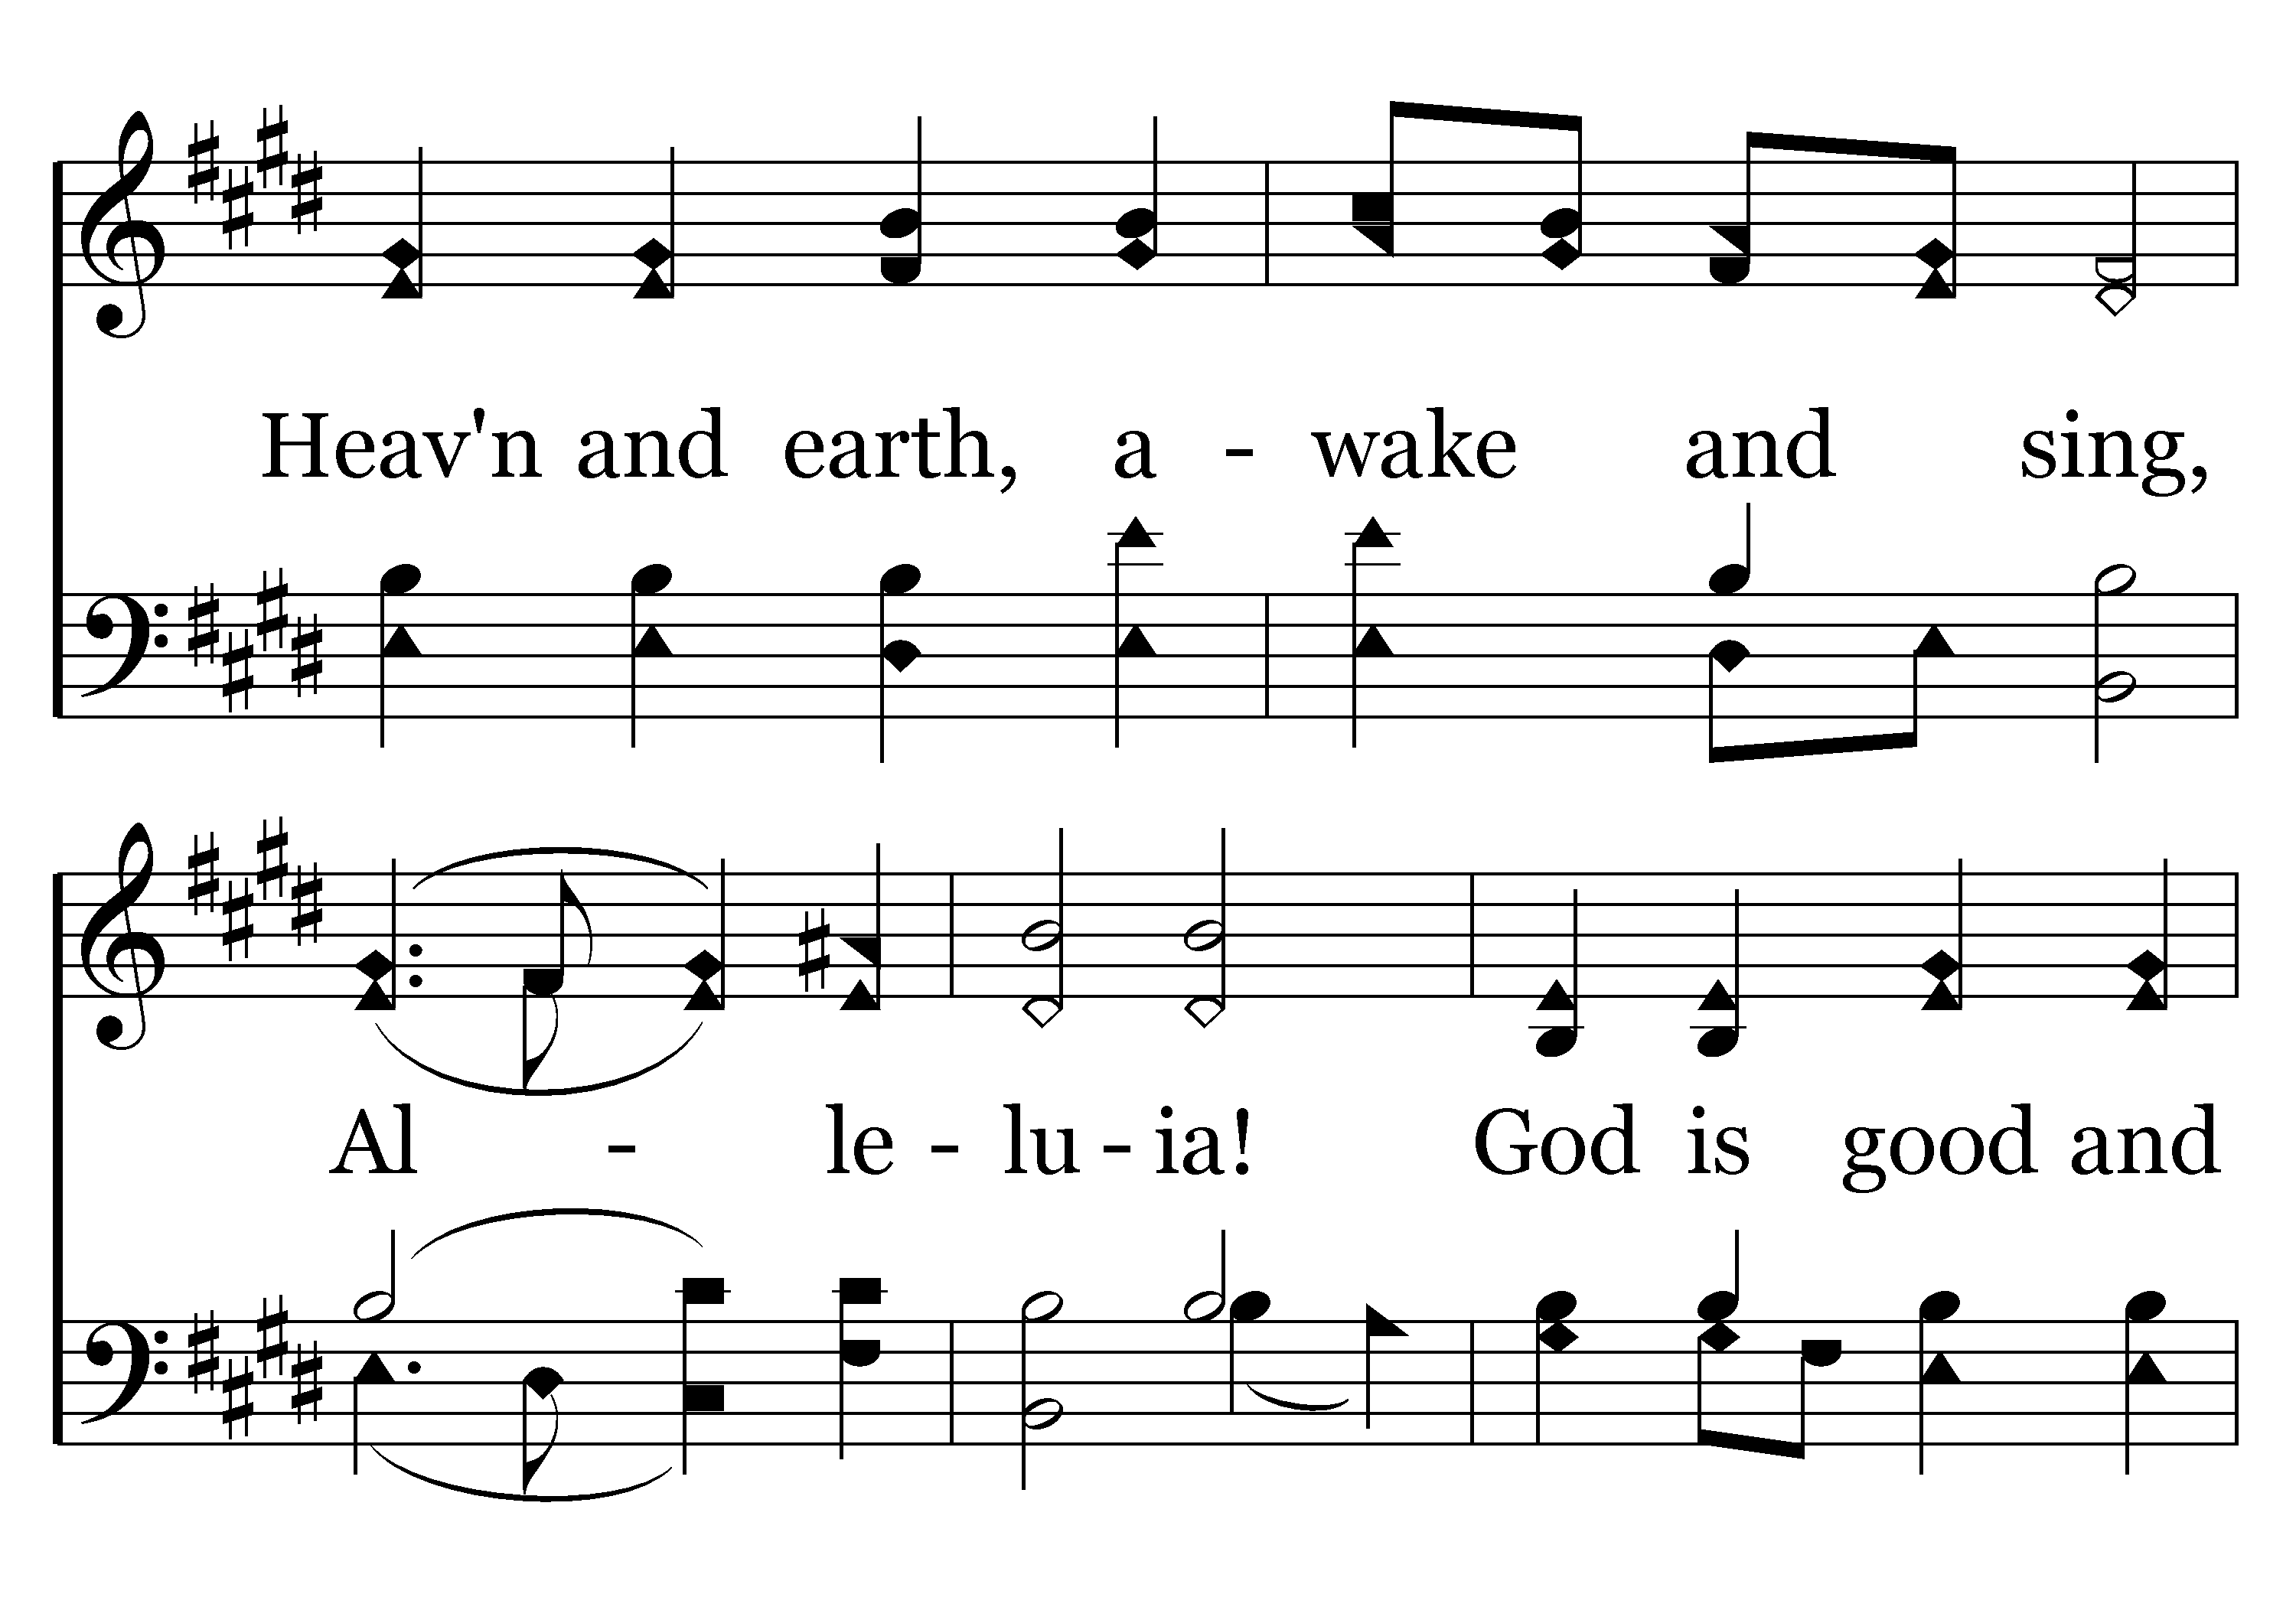 Heav'n and earth, a - wake and sing,
Al - le - lu - ia! God is good and